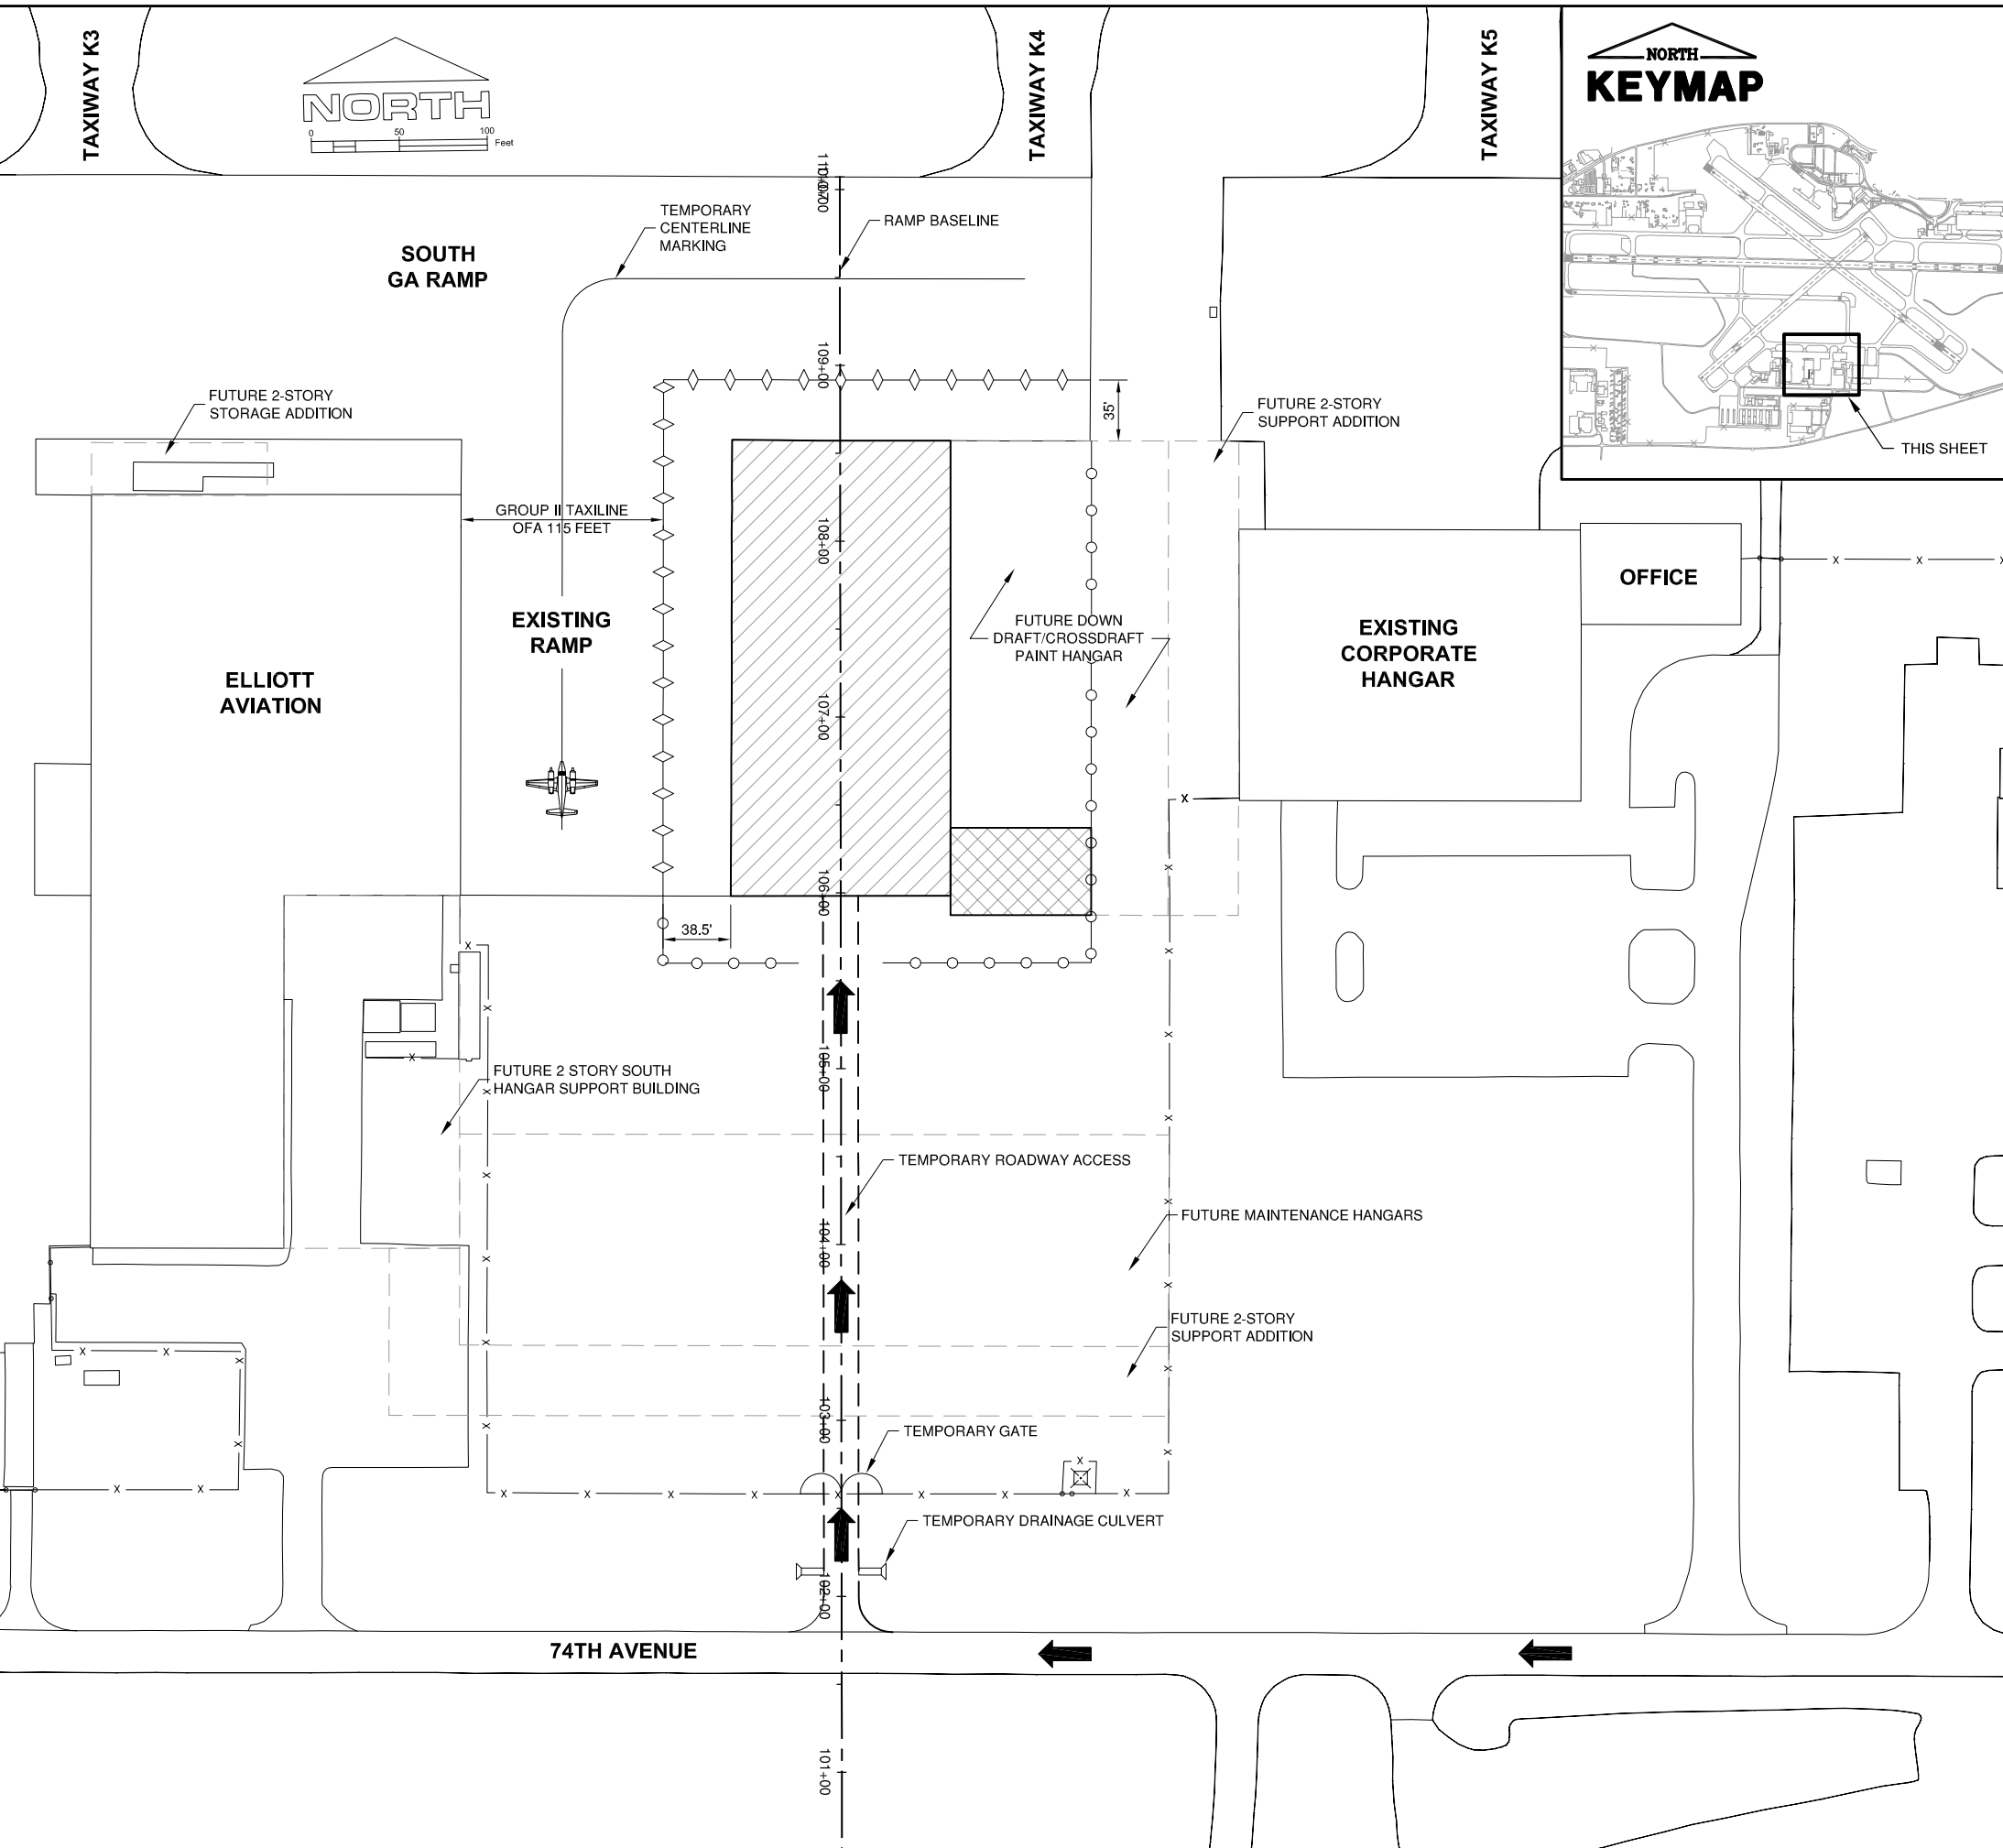 TAXIWAY K3
NORTH
0 50 100
Feet
TAXIWAY K4
TAXIWAY K5
NORTH
KEYMAP
THIS SHEET
110+00
TEMPORARY
CENTERLINE
MARKING
RAMP BASELINE
SOUTH
GA RAMP
109+00
35'
FUTURE 2-STORY
STORAGE ADDITION
FUTURE 2-STORY
SUPPORT ADDITION
GROUP II TAXILINE
OFA 115 FEET
108+00
OFFICE
EXISTING
RAMP
FUTURE DOWN
DRAFT/CROSSDRAFT
PAINT HANGAR
EXISTING
CORPORATE
HANGAR
ELLIOTT
AVIATION
107+00
106+00
38.5'
105+00
FUTURE 2 STORY SOUTH
HANGAR SUPPORT BUILDING
TEMPORARY ROADWAY ACCESS
FUTURE MAINTENANCE HANGARS
104+00
FUTURE 2-STORY
SUPPORT ADDITION
103+00
TEMPORARY GATE
TEMPORARY DRAINAGE CULVERT
102+00
74TH AVENUE
101+00